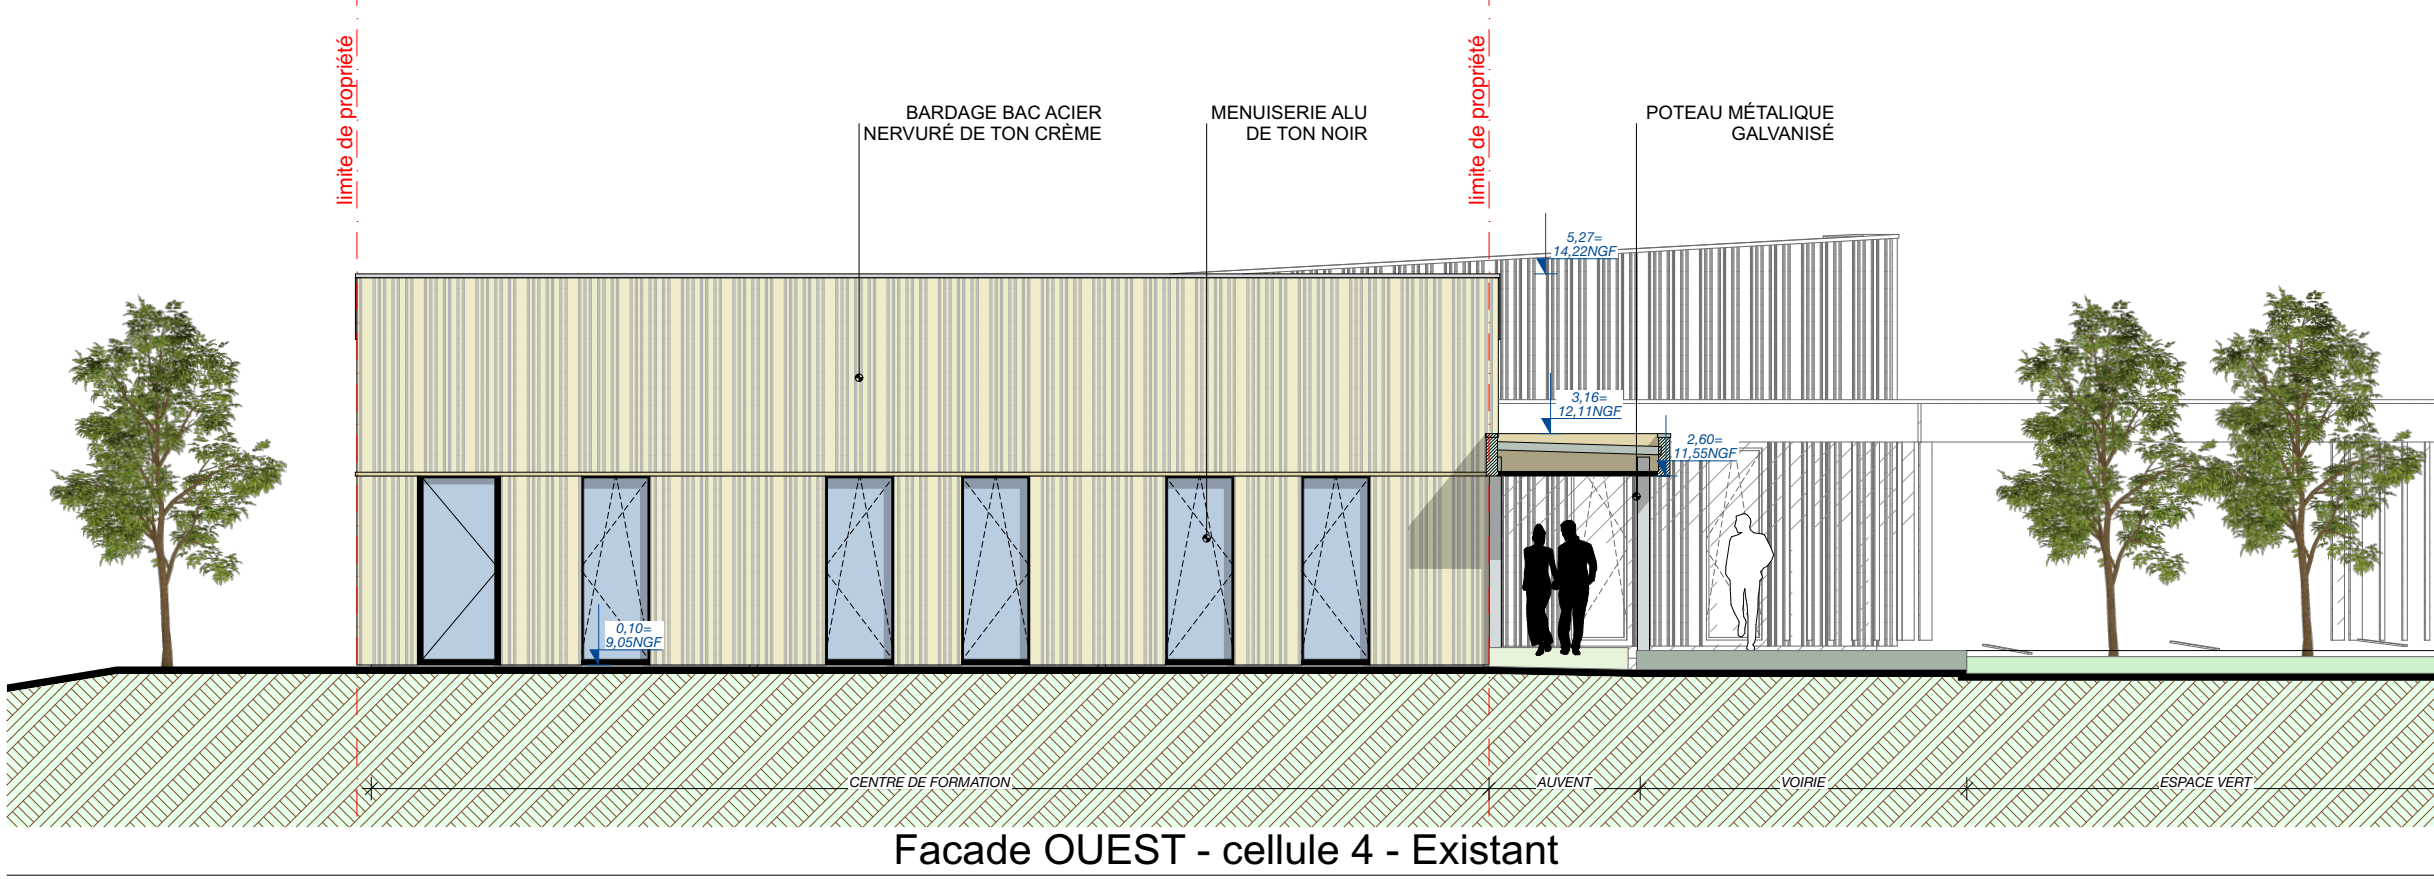 limite de propriété
limite de propriété
BARDAGE BAC ACIER
NERVURÉ DE TON CRÈME
MENUISERIE ALU
DE TON NOIR
POTEAU MÉTALIQUE
GALVANISÉ
5,27=
14,22NGF
3,16=
12,11NGF
2,60=
11,55NGF
0,10=
9,05NGF
CENTRE DE FORMATION
AUVENT
VOIRIE
ESPACE VERT
Facade OUEST - cellule 4 - Existant